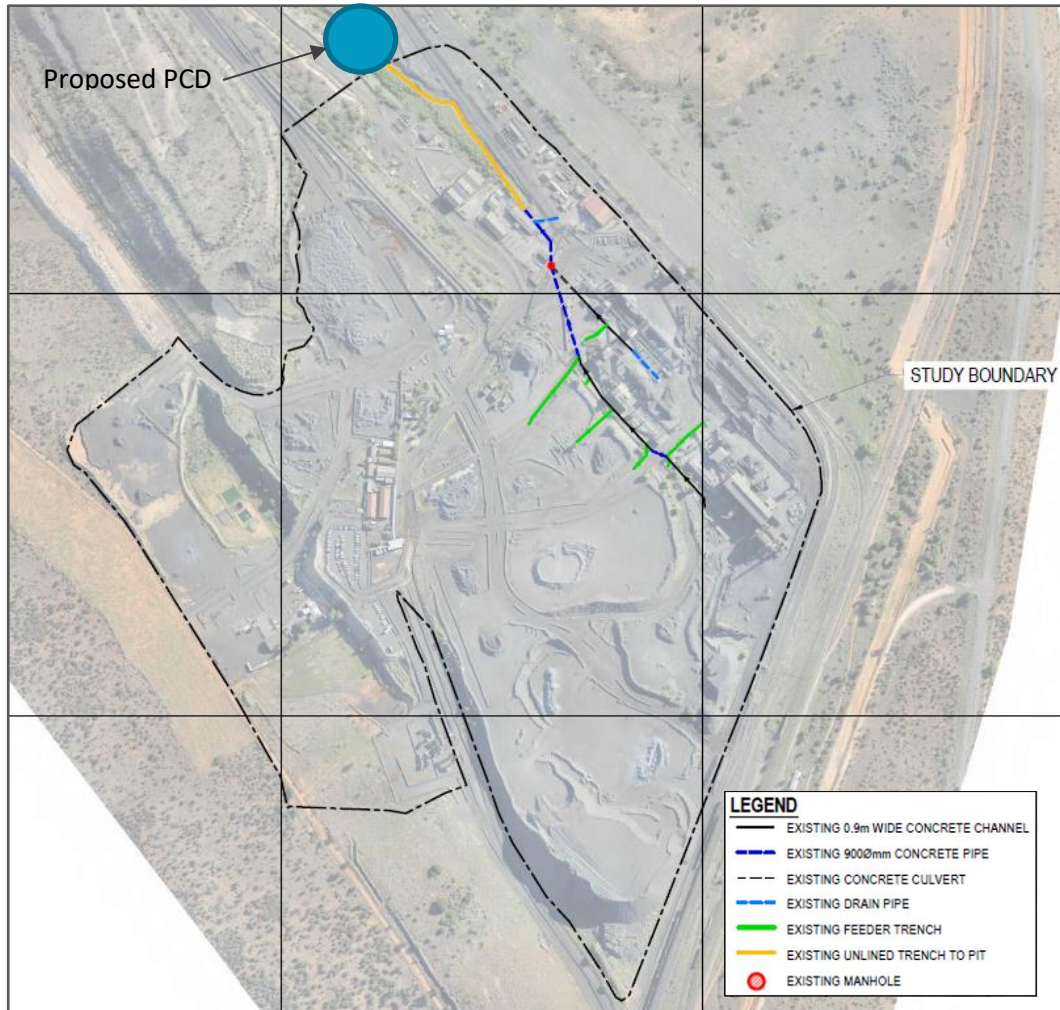 Proposed PCD
STUDY BOUNDARY
LEGEND
EXISTING 0.9m WIDE CONCRETE CHANNEL
EXISTING 900Ømm CONCRETE PIPE
EXISTING CONCRETE CULVERT
EXISTING DRAIN PIPE
EXISTING FEEDER TRENCH
EXISTING UNLINED TRENCH TO PIT
EXISTING MANHOLE